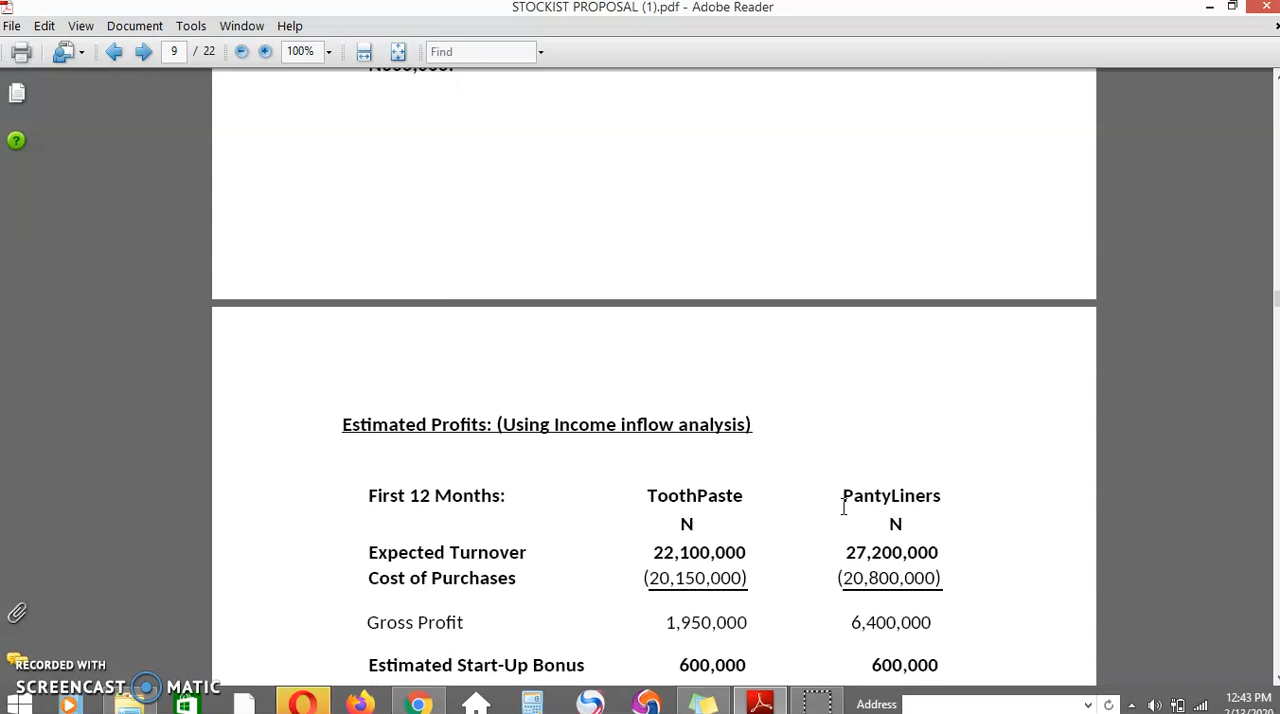 STOCKIST PROPOSAL (1).pdf - Adobe Reader
File Edit View Document Tools Window Help
9 / 22 100% Find
Estimated Profits: (Using Income inflow analysis)
First 12 Months: ToothPaste PantyLiners
N N
Expected Turnover 22,100,000 27,200,000
Cost of Purchases (20,150,000) (20,800,000)
Gross Profit 1,950,000 6,400,000
Estimated Start-Up Bonus 600,000 600,000
RECORDED WITH
SCREENCAST MATIC
Address
12:43 PM
2/13/2020